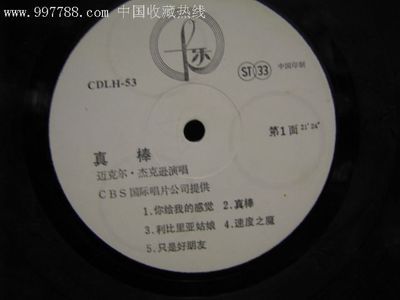 www.997788.com 中国收藏热线
乐
CDLH-53
ST 33
中国印制
第1面 21′24″
真 棒
迈克尔·杰克逊演唱
CBS国际唱片公司提供
1.你给我的感觉 2.真棒
3.利比里亚姑娘 4.速度之魔
5.只是好朋友